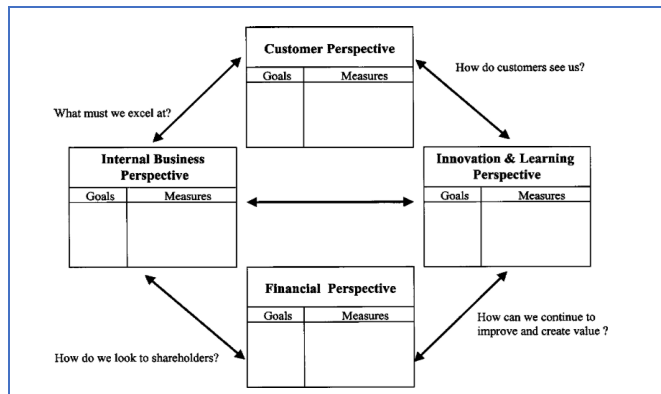 Customer Perspective
Goals Measures
How do customers see us?
What must we excel at?
Internal Business
Perspective
Goals Measures
Innovation & Learning
Perspective
Goals Measures
Financial Perspective
Goals Measures
How can we continue to
improve and create value ?
How do we look to shareholders?